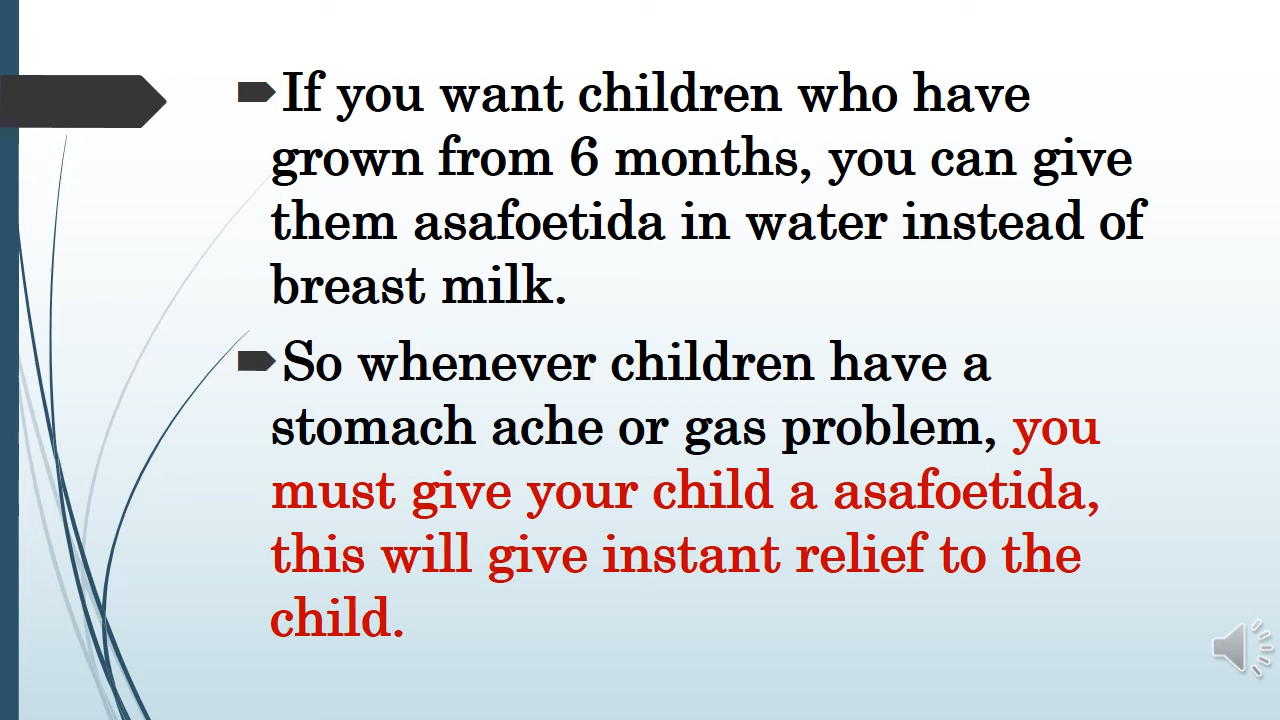 If you want children who have
grown from 6 months, you can give
them asafoetida in water instead of
breast milk.
So whenever children have a
stomach ache or gas problem, you
must give your child a asafoetida,
this will give instant relief to the
child.